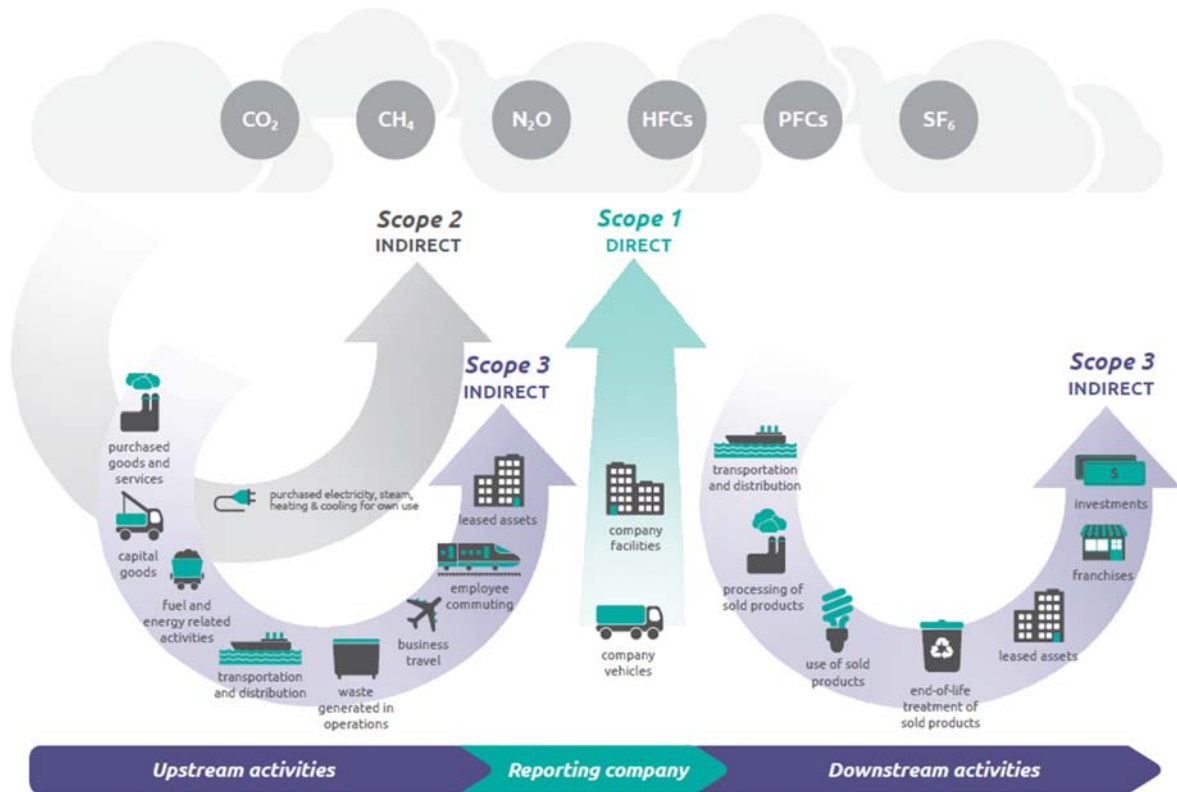 CO₂
CH₄
N₂O
HFCs
PFCs
SF₆
Scope 2
INDIRECT
Scope 1
DIRECT
Scope 3
INDIRECT
Scope 3
INDIRECT
purchased
goods and
services
capital
goods
fuel and
energy related
activities
purchased electricity, steam,
heating & cooling for own use
transportation
and distribution
waste
generated in
operations
business
travel
employee
commuting
leased assets
company
facilities
company
vehicles
transportation
and distribution
processing of
sold products
use of sold
products
end-of-life
treatment of
sold products
leased assets
franchises
$
investments
Upstream activities
Reporting company
Downstream activities